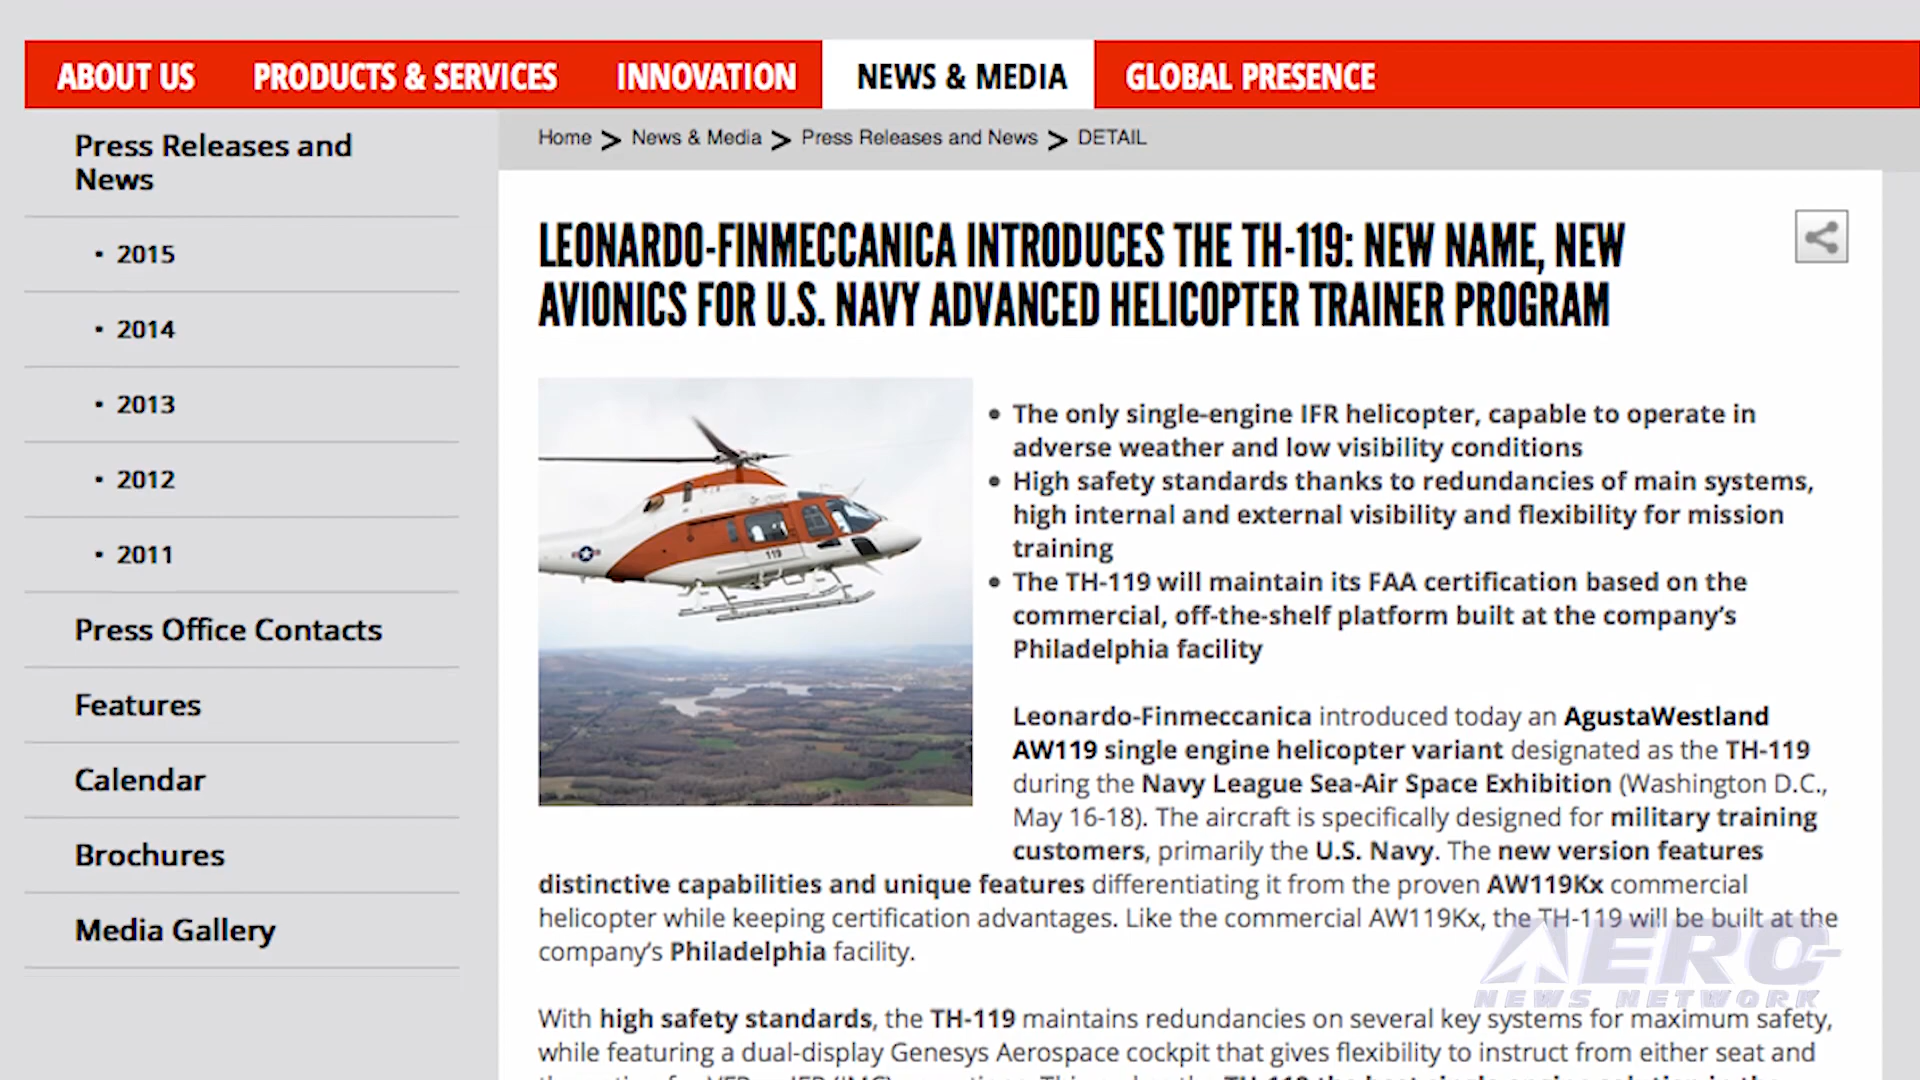 ABOUT US PRODUCTS & SERVICES INNOVATION NEWS & MEDIA GLOBAL PRESENCE
Press Releases and
News
• 2015
• 2014
• 2013
• 2012
• 2011
Press Office Contacts
Features
Calendar
Brochures
Media Gallery
Home > News & Media > Press Releases and News > DETAIL
LEONARDO-FINMECCANICA INTRODUCES THE TH-119: NEW NAME, NEW
AVIONICS FOR U.S. NAVY ADVANCED HELICOPTER TRAINER PROGRAM
119
• The only single-engine IFR helicopter, capable to operate in
adverse weather and low visibility conditions
• High safety standards thanks to redundancies of main systems,
high internal and external visibility and flexibility for mission
training
• The TH-119 will maintain its FAA certification based on the
commercial, off-the-shelf platform built at the company's
Philadelphia facility
Leonardo-Finmeccanica introduced today an AgustaWestland
AW119 single engine helicopter variant designated as the TH-119
during the Navy League Sea-Air Space Exhibition (Washington D.C.,
May 16-18). The aircraft is specifically designed for military training
customers, primarily the U.S. Navy. The new version features
distinctive capabilities and unique features differentiating it from the proven AW119Kx commercial
helicopter while keeping certification advantages. Like the commercial AW119Kx, the TH-119 will be built at the
company's Philadelphia facility.
With high safety standards, the TH-119 maintains redundancies on several key systems for maximum safety,
while featuring a dual-display Genesys Aerospace cockpit that gives flexibility to instruct from either seat and
AERO-
NEWS NETWORK